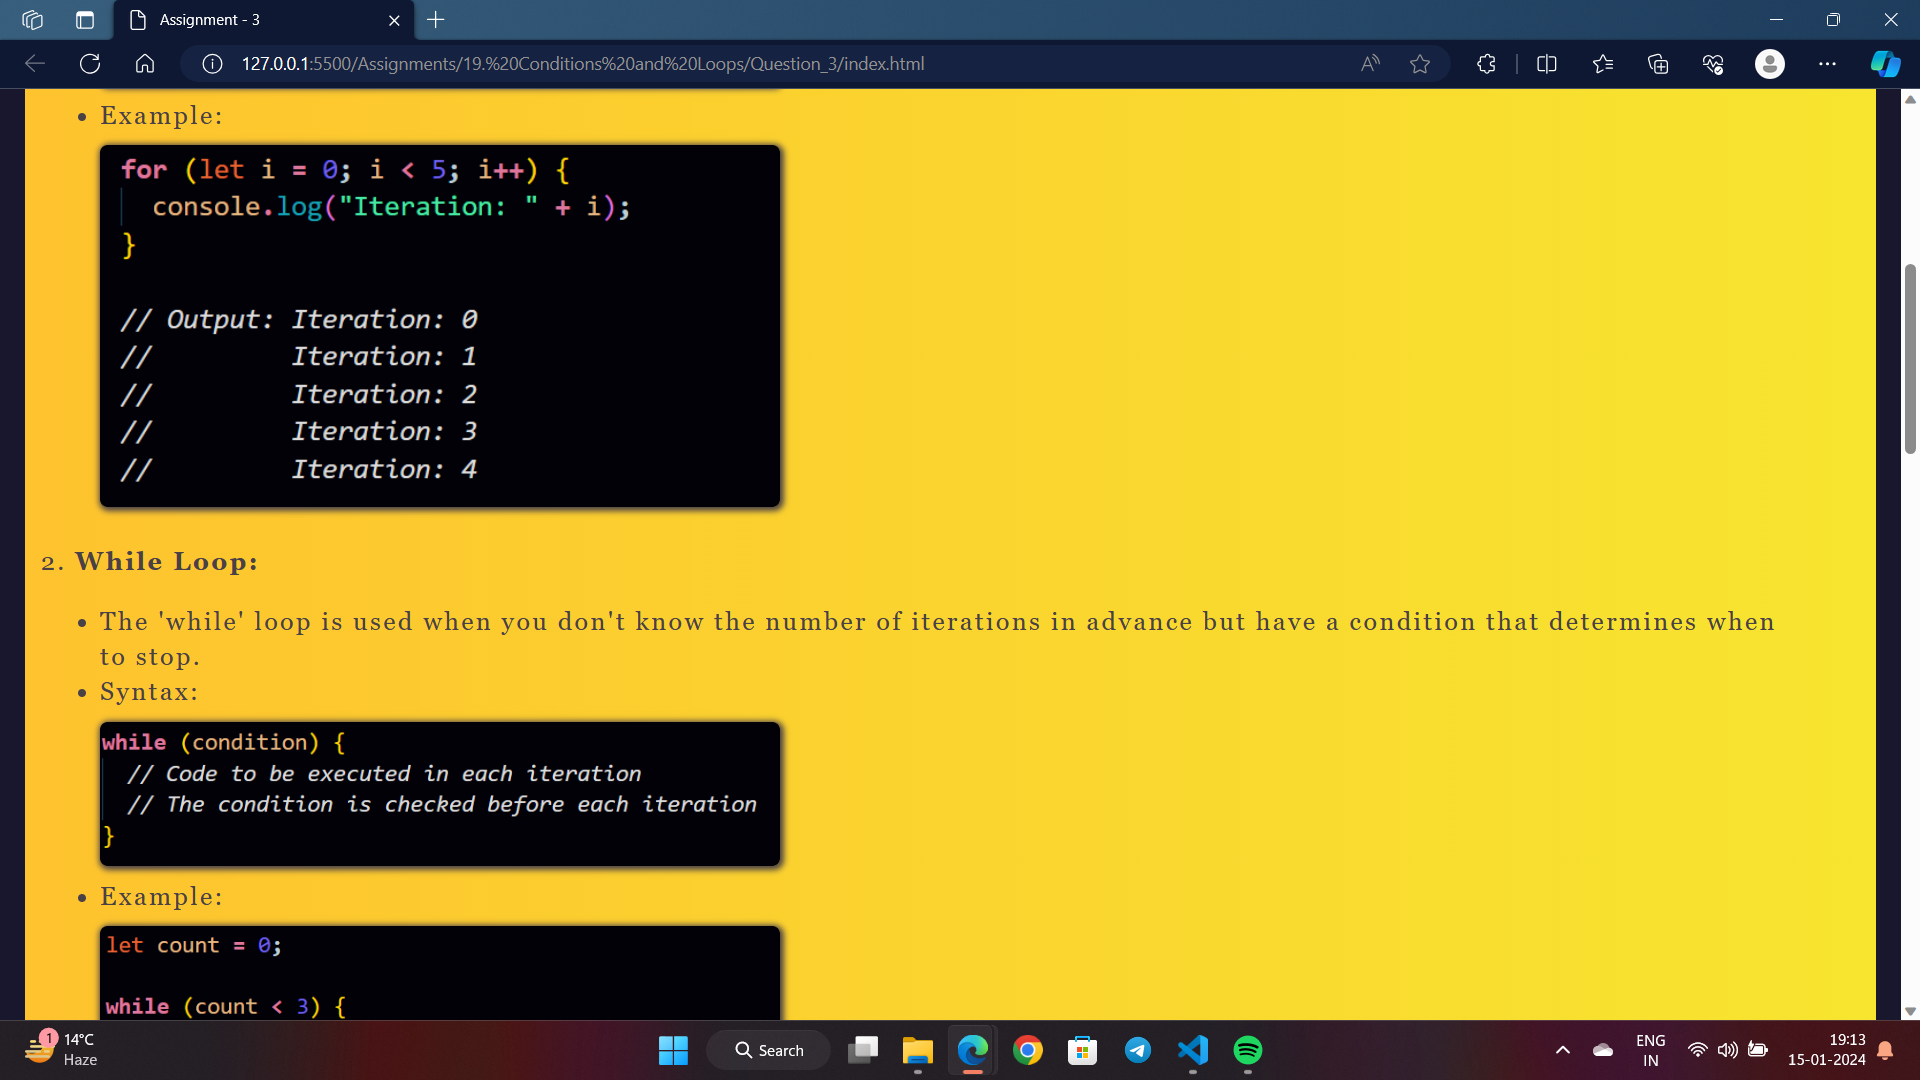 Assignment - 3
127.0.0.1:5500/Assignments/19.%20Conditions%20and%20Loops/Question_3/index.html
• Example:
for (let i = 0; i < 5; i++) {
console.log("Iteration: " + i);
}
// Output: Iteration: 0
// Iteration: 1
// Iteration: 2
// Iteration: 3
// Iteration: 4
2. While Loop:
• The 'while' loop is used when you don't know the number of iterations in advance but have a condition that determines when
to stop.
• Syntax:
while (condition) {
// Code to be executed in each iteration
// The condition is checked before each iteration
}
• Example:
let count = 0;
while (count < 3) {
1
14°C
Haze
Search
ENG
IN
19:13
15-01-2024